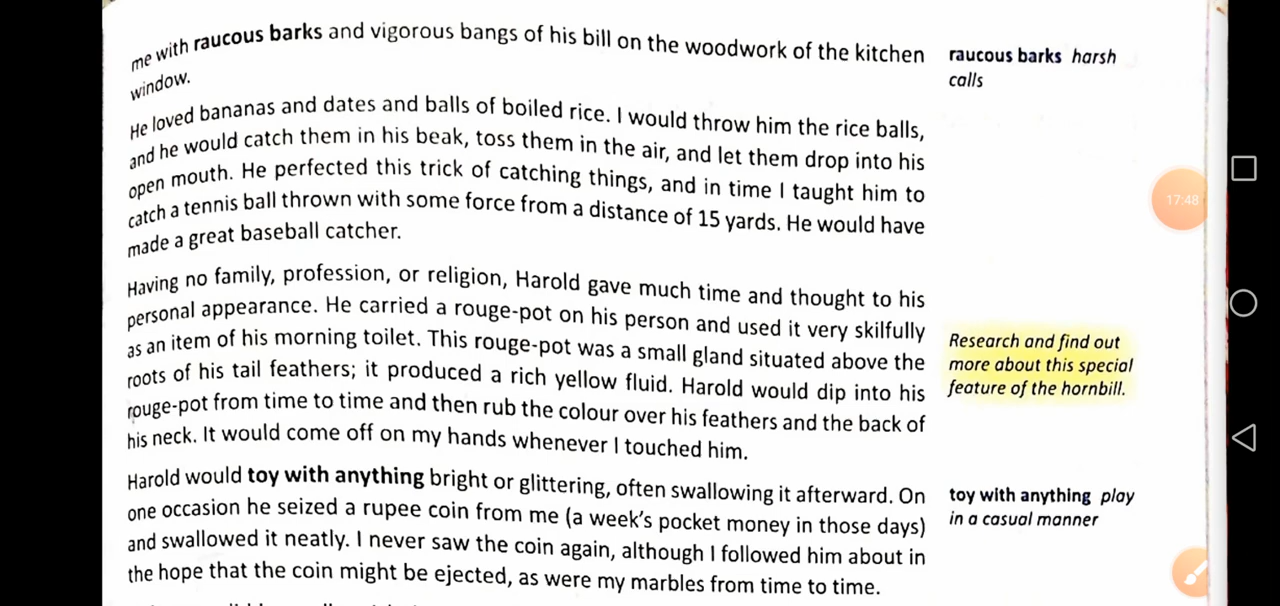 me with raucous barks and vigorous bangs of his bill on the woodwork of the kitchen
window.
He loved bananas and dates and balls of boiled rice. I would throw him the rice balls,
and he would catch them in his beak, toss them in the air, and let them drop into his
open mouth. He perfected this trick of catching things, and in time I taught him to
catch a tennis ball thrown with some force from a distance of 15 yards. He would have
made a great baseball catcher.
Having no family, profession, or religion, Harold gave much time and thought to his
personal appearance. He carried a rouge-pot on his person and used it very skilfully
as an item of his morning toilet. This rouge-pot was a small gland situated above the
roots of his tail feathers; it produced a rich yellow fluid. Harold would dip into his
rouge-pot from time to time and then rub the colour over his feathers and the back of
his neck. It would come off on my hands whenever I touched him.
Harold would toy with anything bright or glittering, often swallowing it afterward. On
one occasion he seized a rupee coin from me (a week's pocket money in those days)
and swallowed it neatly. I never saw the coin again, although I followed him about in
the hope that the coin might be ejected, as were my marbles from time to time.
raucous barks harsh
calls
Research and find out
more about this special
feature of the hornbill.
toy with anything play
in a casual manner
17:48